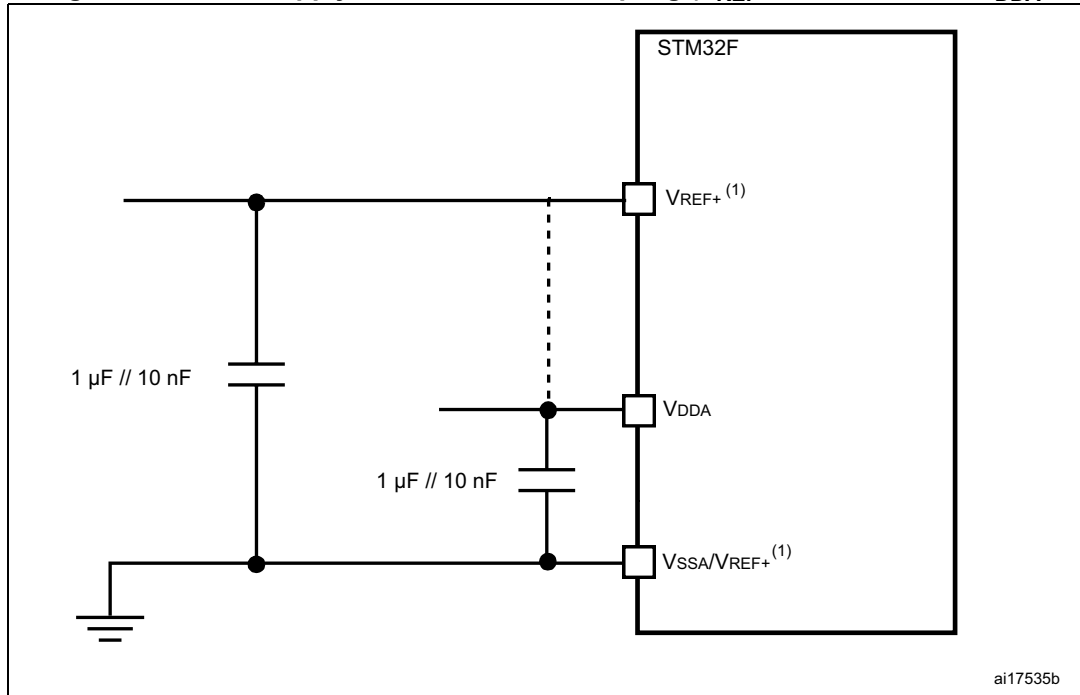 STM32F
VREF+ (1)
1 µF // 10 nF
VDDA
1 µF // 10 nF
VSSA/VREF+ (1)
ai17535b